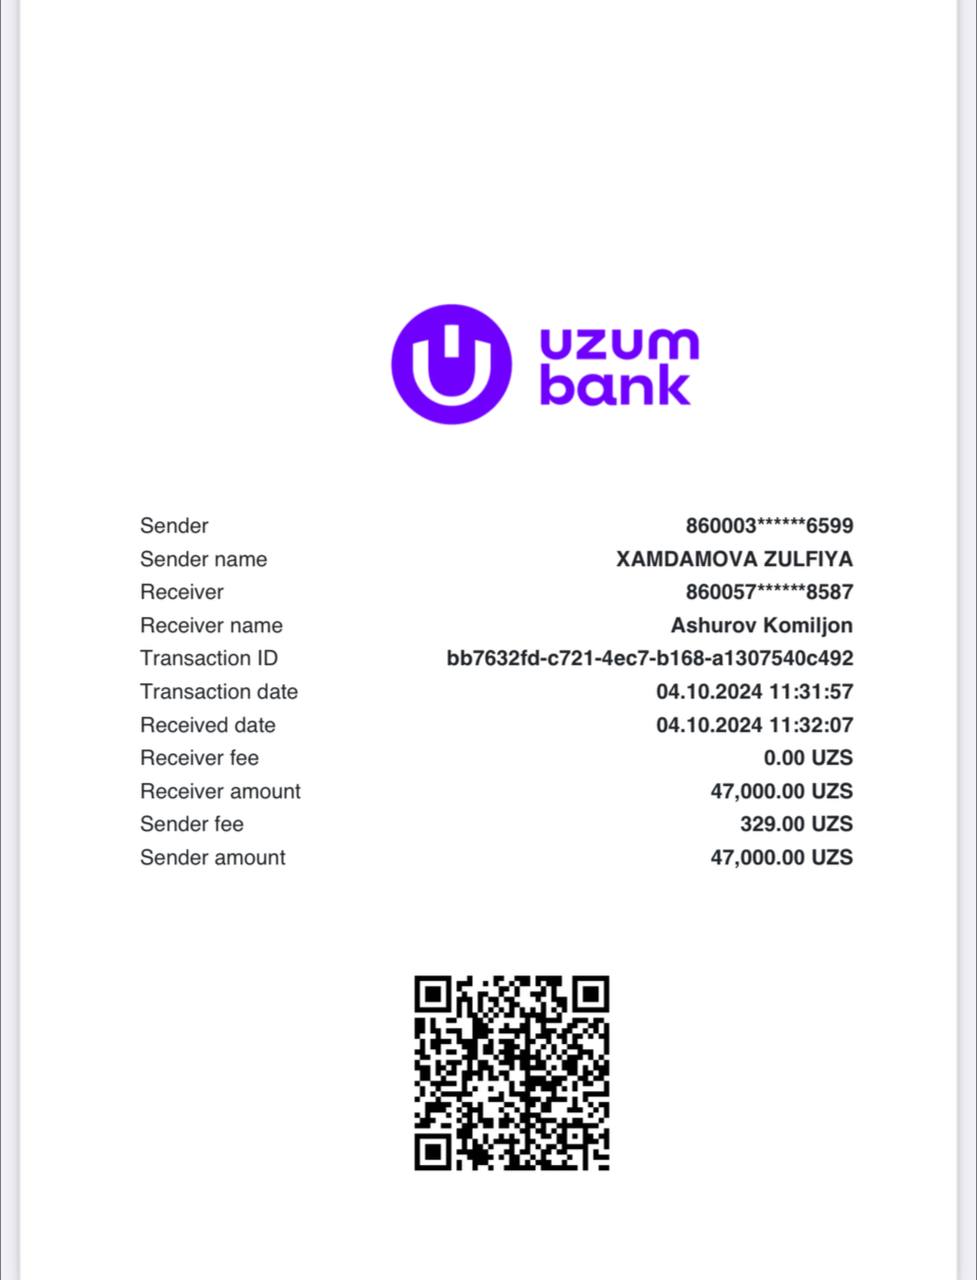 uzum
bank
Sender 860003******6599
Sender name XAMDAMOVA ZULFIYA
Receiver 860057******8587
Receiver name Ashurov Komiljon
Transaction ID bb7632fd-c721-4ec7-b168-a1307540c492
Transaction date 04.10.2024 11:31:57
Received date 04.10.2024 11:32:07
Receiver fee 0.00 UZS
Receiver amount 47,000.00 UZS
Sender fee 329.00 UZS
Sender amount 47,000.00 UZS